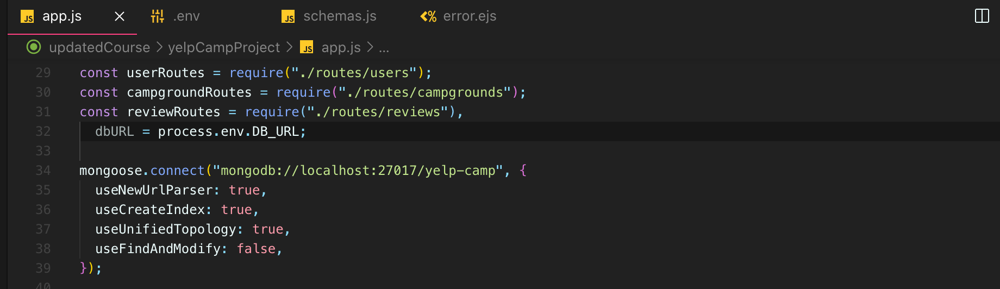 JS app.js × .env JS schemas.js <% error.ejs
updatedCourse > yelpCampProject > JS app.js > ...
29 const userRoutes = require("./routes/users");
30 const campgroundRoutes = require("./routes/campgrounds");
31 const reviewRoutes = require("./routes/reviews"),
32 dbURL = process.env.DB_URL;
33
34 mongoose.connect("mongodb://localhost:27017/yelp-camp", {
35 useNewUrlParser: true,
36 useCreateIndex: true,
37 useUnifiedTopology: true,
38 useFindAndModify: false,
39 });
40